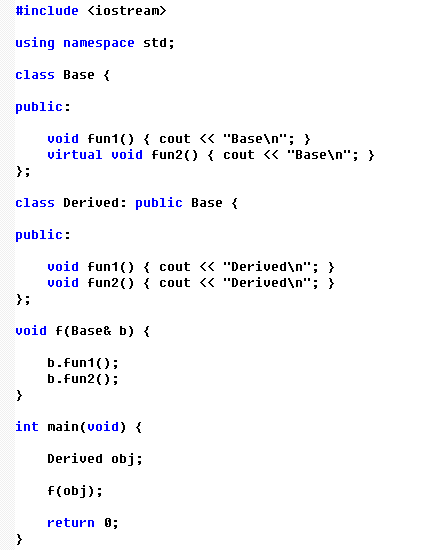 #include <iostream>
using namespace std;
class Base {
public:
    void fun1() { cout << "Base\n"; }
    virtual void fun2() { cout << "Base\n"; }
};
class Derived: public Base {
public:
    void fun1() { cout << "Derived\n"; }
    void fun2() { cout << "Derived\n"; }
};
void f(Base& b) {
    b.fun1();
    b.fun2();
}
int main(void) {
    Derived obj;
    f(obj);
    return 0;
}